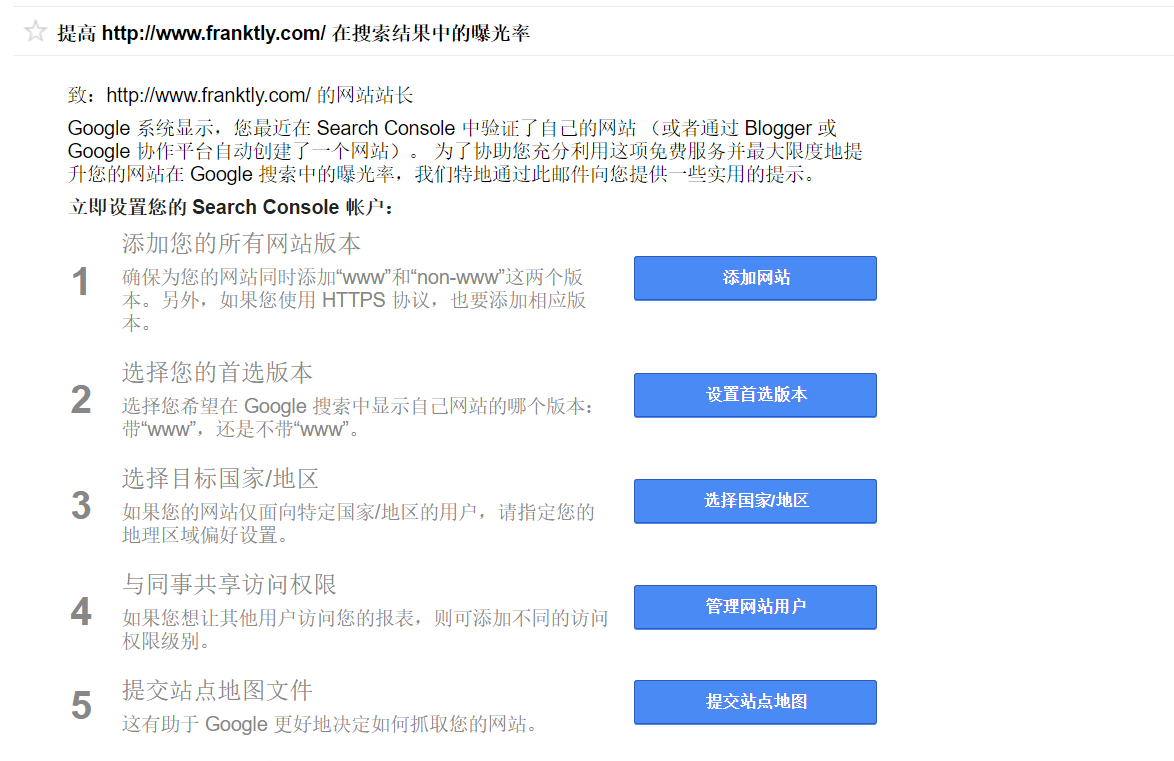 提高 http://www.franktly.com/ 在搜索结果中的曝光率
致：http://www.franktly.com/ 的网站站长
Google 系统显示，您最近在 Search Console 中验证了自己的网站 （或者通过 Blogger 或
Google 协作平台自动创建了一个网站）。 为了协助您充分利用这项免费服务并最大限度地提
升您的网站在 Google 搜索中的曝光率，我们特地通过此邮件向您提供一些实用的提示。
立即设置您的 Search Console 帐户：
1
添加您的所有网站版本
确保为您的网站同时添加“www”和“non-www”这两个版
本。另外，如果您使用 HTTPS 协议，也要添加相应版
本。
添加网站
2
选择您的首选版本
选择您希望在 Google 搜索中显示自己网站的哪个版本：
带“www”，还是不带“www”。
设置首选版本
3
选择目标国家/地区
如果您的网站仅面向特定国家/地区的用户，请指定您的
地理区域偏好设置。
选择国家/地区
4
与同事共享访问权限
如果您想让其他用户访问您的报表，则可添加不同的访问
权限级别。
管理网站用户
5
提交站点地图文件
这有助于 Google 更好地决定如何抓取您的网站。
提交站点地图